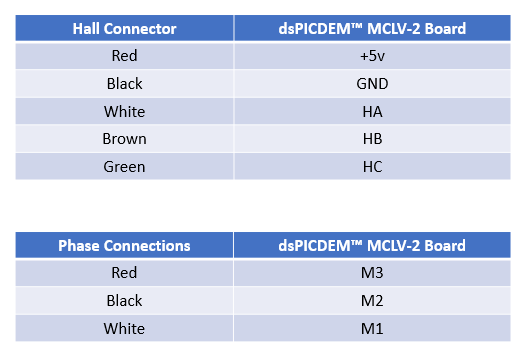 Hall Connector dsPICDEM™ MCLV-2 Board
Red +5v
Black GND
White HA
Brown HB
Green HC
Phase Connections dsPICDEM™ MCLV-2 Board
Red M3
Black M2
White M1